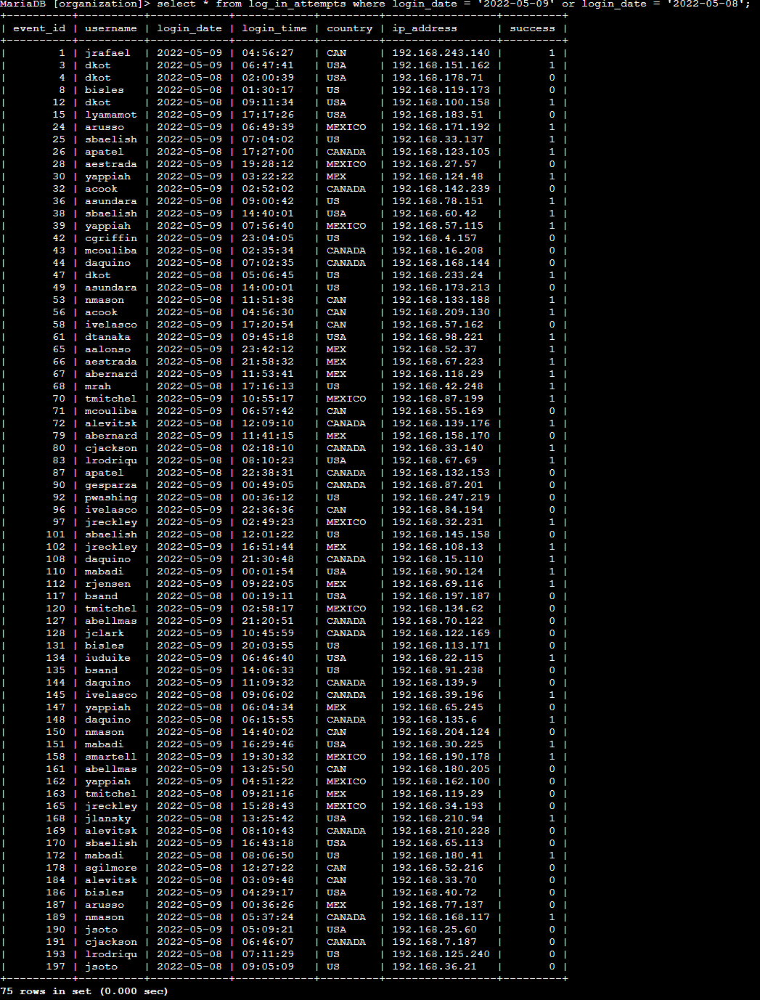 MariaDB [organization]> select * from log_in_attempts where login_date = '2022-05-09' or login_date = '2022-05-08';
+----------+----------+------------+------------+---------+-----------------+---------+
| event_id | username | login_date | login_time | country | ip_address      | success |
+----------+----------+------------+------------+---------+-----------------+---------+
|        1 | jrafael  | 2022-05-09 | 04:56:27   | CAN     | 192.168.243.140 |       1 |
|        3 | dkot     | 2022-05-09 | 06:47:41   | USA     | 192.168.151.162 |       1 |
|        4 | dkot     | 2022-05-08 | 02:00:39   | USA     | 192.168.178.71  |       0 |
|        8 | bisles   | 2022-05-08 | 01:30:17   | US      | 192.168.119.173 |       0 |
|       12 | dkot     | 2022-05-08 | 09:11:34   | USA     | 192.168.100.158 |       1 |
|       15 | lyamamot | 2022-05-09 | 17:17:26   | USA     | 192.168.183.51  |       0 |
|       24 | arusso   | 2022-05-09 | 06:49:39   | MEXICO  | 192.168.171.192 |       1 |
|       25 | sbaelish | 2022-05-09 | 07:04:02   | US      | 192.168.33.137  |       1 |
|       26 | apatel   | 2022-05-08 | 17:27:00   | CANADA  | 192.168.123.105 |       1 |
|       28 | aestrada | 2022-05-09 | 19:28:12   | MEXICO  | 192.168.27.57   |       0 |
|       30 | yappiah  | 2022-05-09 | 03:22:22   | MEX     | 192.168.124.48  |       1 |
|       32 | acook    | 2022-05-09 | 02:52:02   | CANADA  | 192.168.142.239 |       0 |
|       36 | asundara | 2022-05-08 | 09:00:42   | US      | 192.168.78.151  |       1 |
|       38 | sbaelish | 2022-05-09 | 14:40:01   | USA     | 192.168.60.42   |       1 |
|       39 | yappiah  | 2022-05-09 | 07:56:40   | MEXICO  | 192.168.57.115  |       1 |
|       42 | cgriffin | 2022-05-09 | 23:04:05   | US      | 192.168.4.157   |       0 |
|       43 | mcouliba | 2022-05-08 | 02:35:34   | CANADA  | 192.168.16.208  |       0 |
|       44 | daquino  | 2022-05-08 | 07:02:35   | CANADA  | 192.168.168.144 |       0 |
|       47 | dkot     | 2022-05-08 | 05:06:45   | US      | 192.168.233.24  |       1 |
|       49 | asundara | 2022-05-08 | 14:00:01   | US      | 192.168.173.213 |       0 |
|       53 | nmason   | 2022-05-08 | 11:51:38   | CAN     | 192.168.133.188 |       1 |
|       56 | acook    | 2022-05-08 | 04:56:30   | CAN     | 192.168.209.130 |       1 |
|       58 | ivelasco | 2022-05-09 | 17:20:54   | CAN     | 192.168.57.162  |       0 |
|       61 | dtanaka  | 2022-05-09 | 09:45:18   | USA     | 192.168.98.221  |       1 |
|       65 | aalonso  | 2022-05-09 | 23:42:12   | MEX     | 192.168.52.37   |       1 |
|       66 | aestrada | 2022-05-08 | 21:58:32   | MEX     | 192.168.67.223  |       1 |
|       67 | abernard | 2022-05-09 | 11:53:41   | MEX     | 192.168.118.29  |       1 |
|       68 | mrah     | 2022-05-08 | 17:16:13   | US      | 192.168.42.248  |       1 |
|       70 | tmitchel | 2022-05-09 | 10:55:17   | MEXICO  | 192.168.87.199  |       1 |
|       71 | mcouliba | 2022-05-09 | 06:57:42   | CAN     | 192.168.55.169  |       0 |
|       72 | alevitsk | 2022-05-08 | 12:09:10   | CANADA  | 192.168.139.176 |       1 |
|       79 | abernard | 2022-05-09 | 11:41:15   | MEX     | 192.168.158.170 |       0 |
|       80 | cjackson | 2022-05-08 | 02:18:10   | CANADA  | 192.168.33.140  |       1 |
|       83 | lrodriqu | 2022-05-08 | 08:10:23   | USA     | 192.168.67.69   |       1 |
|       87 | apatel   | 2022-05-08 | 22:38:31   | CANADA  | 192.168.132.153 |       0 |
|       90 | gesparza | 2022-05-09 | 00:49:05   | CANADA  | 192.168.87.201  |       0 |
|       92 | pwashing | 2022-05-08 | 00:36:12   | US      | 192.168.247.219 |       0 |
|       96 | ivelasco | 2022-05-09 | 22:36:36   | CAN     | 192.168.84.194  |       0 |
|       97 | jreckley | 2022-05-09 | 02:49:23   | MEXICO  | 192.168.32.231  |       1 |
|      101 | sbaelish | 2022-05-08 | 12:01:22   | US      | 192.168.145.158 |       0 |
|      102 | jreckley | 2022-05-09 | 16:51:44   | MEX     | 192.168.108.13  |       1 |
|      108 | daquino  | 2022-05-09 | 21:30:48   | CANADA  | 192.168.15.110  |       1 |
|      110 | mabadi   | 2022-05-09 | 00:01:54   | USA     | 192.168.90.124  |       1 |
|      112 | rjensen  | 2022-05-09 | 09:22:05   | MEX     | 192.168.69.116  |       1 |
|      117 | bsand    | 2022-05-08 | 00:19:11   | USA     | 192.168.197.187 |       0 |
|      120 | tmitchel | 2022-05-09 | 02:58:17   | MEXICO  | 192.168.134.62  |       0 |
|      127 | abellmas | 2022-05-09 | 21:20:51   | CANADA  | 192.168.70.122  |       0 |
|      128 | jclark   | 2022-05-09 | 10:45:59   | CANADA  | 192.168.122.169 |       0 |
|      131 | bisles   | 2022-05-09 | 20:03:55   | US      | 192.168.113.171 |       0 |
|      134 | iuduike  | 2022-05-09 | 06:46:40   | USA     | 192.168.22.115  |       1 |
|      135 | bsand    | 2022-05-09 | 14:06:33   | US      | 192.168.91.238  |       0 |
|      144 | daquino  | 2022-05-09 | 11:09:32   | CANADA  | 192.168.139.9   |       0 |
|      145 | ivelasco | 2022-05-08 | 09:06:02   | CANADA  | 192.168.39.196  |       1 |
|      147 | yappiah  | 2022-05-08 | 06:04:34   | MEX     | 192.168.65.245  |       0 |
|      148 | daquino  | 2022-05-08 | 06:15:55   | CANADA  | 192.168.135.6   |       1 |
|      150 | nmason   | 2022-05-08 | 14:40:02   | CAN     | 192.168.204.124 |       0 |
|      151 | mabadi   | 2022-05-09 | 16:29:46   | USA     | 192.168.30.225  |       1 |
|      158 | smartell | 2022-05-08 | 19:30:32   | MEXICO  | 192.168.190.178 |       1 |
|      161 | abellmas | 2022-05-09 | 13:25:50   | CAN     | 192.168.180.205 |       0 |
|      162 | yappiah  | 2022-05-09 | 04:51:22   | MEXICO  | 192.168.162.100 |       0 |
|      163 | tmitchel | 2022-05-08 | 09:21:16   | MEX     | 192.168.119.29  |       0 |
|      165 | jreckley | 2022-05-09 | 15:28:43   | MEXICO  | 192.168.34.193  |       0 |
|      168 | jlansky  | 2022-05-08 | 13:25:42   | USA     | 192.168.210.94  |       1 |
|      169 | alevitsk | 2022-05-08 | 08:10:43   | CANADA  | 192.168.210.228 |       0 |
|      170 | sbaelish | 2022-05-09 | 16:43:18   | USA     | 192.168.65.113  |       0 |
|      172 | mabadi   | 2022-05-08 | 08:06:50   | US      | 192.168.180.41  |       1 |
|      178 | sgilmore | 2022-05-08 | 12:27:22   | CAN     | 192.168.52.216  |       0 |
|      184 | alevitsk | 2022-05-08 | 03:09:48   | CAN     | 192.168.33.70   |       0 |
|      186 | bisles   | 2022-05-09 | 04:29:17   | USA     | 192.168.40.72   |       0 |
|      187 | arusso   | 2022-05-09 | 00:36:26   | MEX     | 192.168.77.137  |       0 |
|      189 | nmason   | 2022-05-08 | 05:37:24   | CANADA  | 192.168.168.117 |       1 |
|      190 | jsoto    | 2022-05-09 | 05:09:21   | USA     | 192.168.25.60   |       0 |
|      191 | cjackson | 2022-05-08 | 06:46:07   | CANADA  | 192.168.7.187   |       0 |
|      193 | lrodriqu | 2022-05-08 | 07:11:29   | US      | 192.168.125.240 |       0 |
|      197 | jsoto    | 2022-05-08 | 09:05:09   | US      | 192.168.36.21   |       0 |
+----------+----------+------------+------------+---------+-----------------+---------+
75 rows in set (0.000 sec)